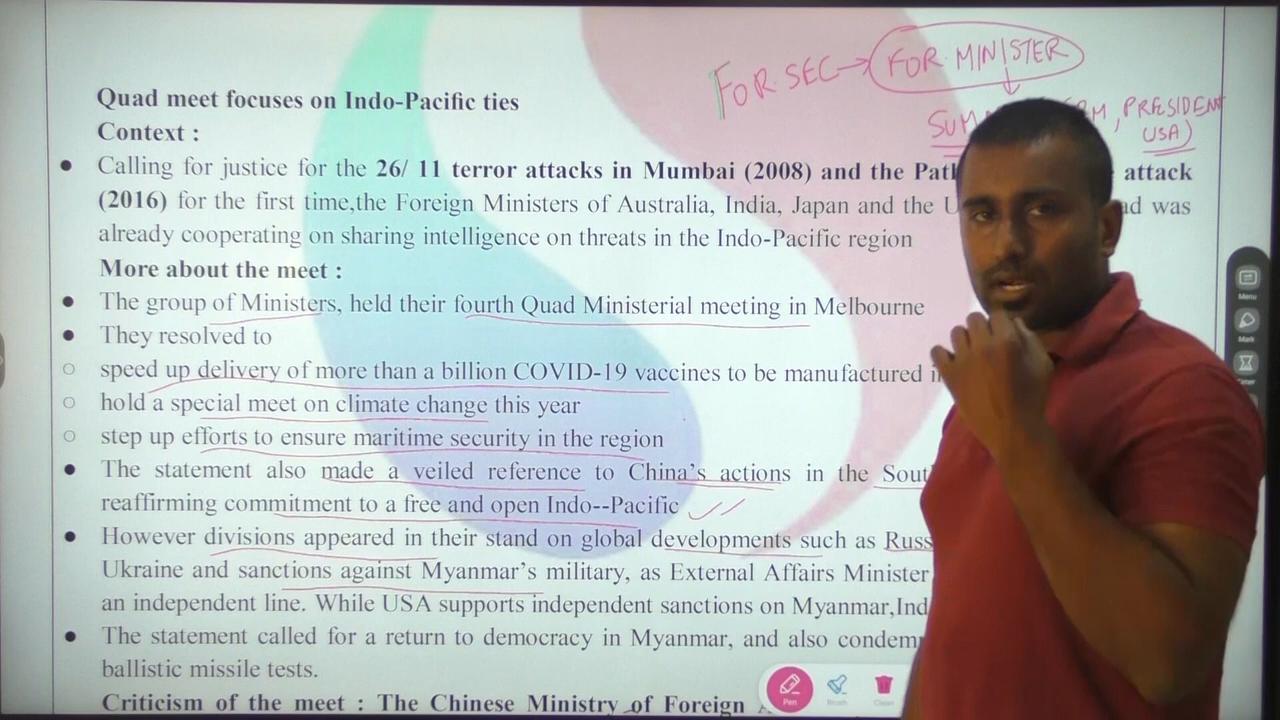 FOR. SEC → FOR. MINISTER
PRESIDENT
USA)
Quad meet focuses on Indo-Pacific ties
Context :
● Calling for justice for the 26/ 11 terror attacks in Mumbai (2008) and the attack
(2016) for the first time,the Foreign Ministers of Australia, India, Japan and the was
already cooperating on sharing intelligence on threats in the Indo-Pacific region
More about the meet :
● The group of Ministers, held their fourth Quad Ministerial meeting in Melbourne
● They resolved to
○ speed up delivery of more than a billion COVID-19 vaccines to be manufactured
○ hold a special meet on climate change this year
○ step up efforts to ensure maritime security in the region
● The statement also made a veiled reference to China's actions in the
reaffirming commitment to a free and open Indo--Pacific
● However divisions appeared in their stand on global developments such as
Ukraine and sanctions against Myanmar's military, as External Affairs Minister
an independent line. While USA supports independent sanctions on Myanmar,
● The statement called for a return to democracy in Myanmar, and also
ballistic missile tests.
Criticism of the meet : The Chinese Ministry of Foreign
Menu
Mark
Pen
Brush
Clean